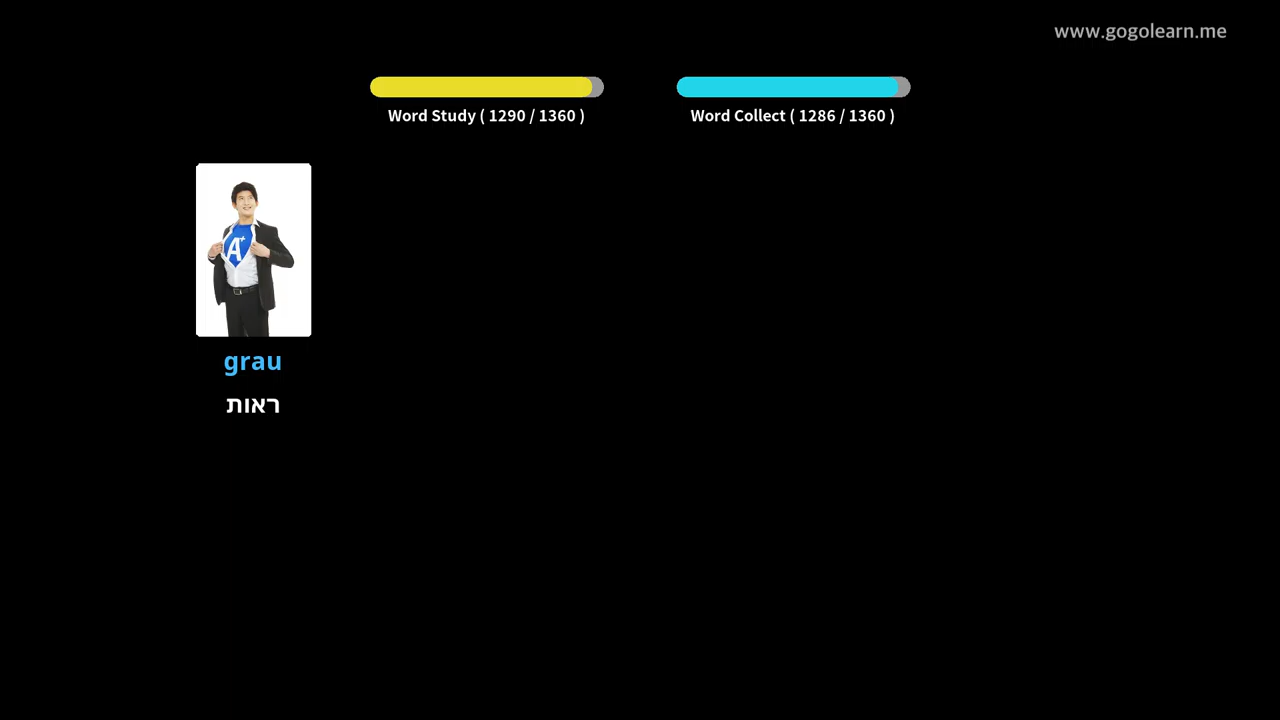 www.gogolearn.me
Word Study ( 1290 / 1360 )
Word Collect ( 1286 / 1360 )
A+
grau
ראות